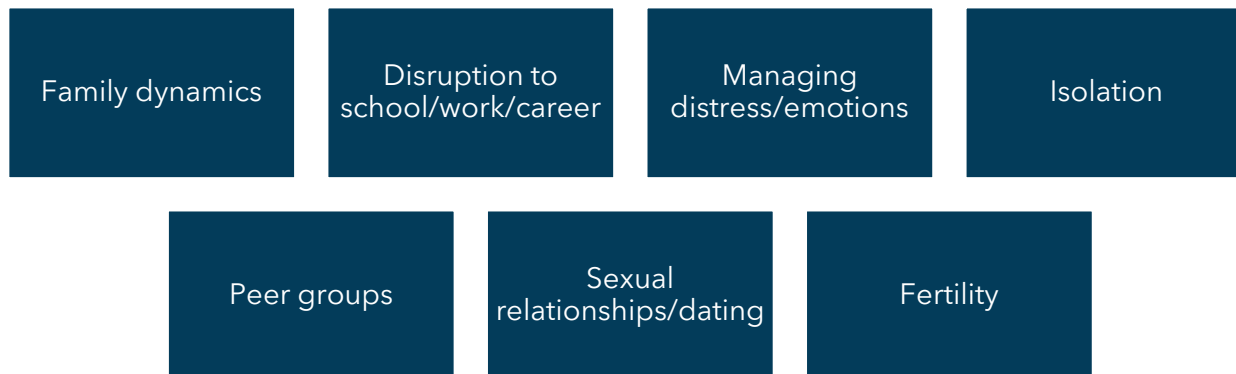 Family dynamics
Disruption to
school/work/career
Managing
distress/emotions
Isolation
Peer groups
Sexual
relationships/dating
Fertility